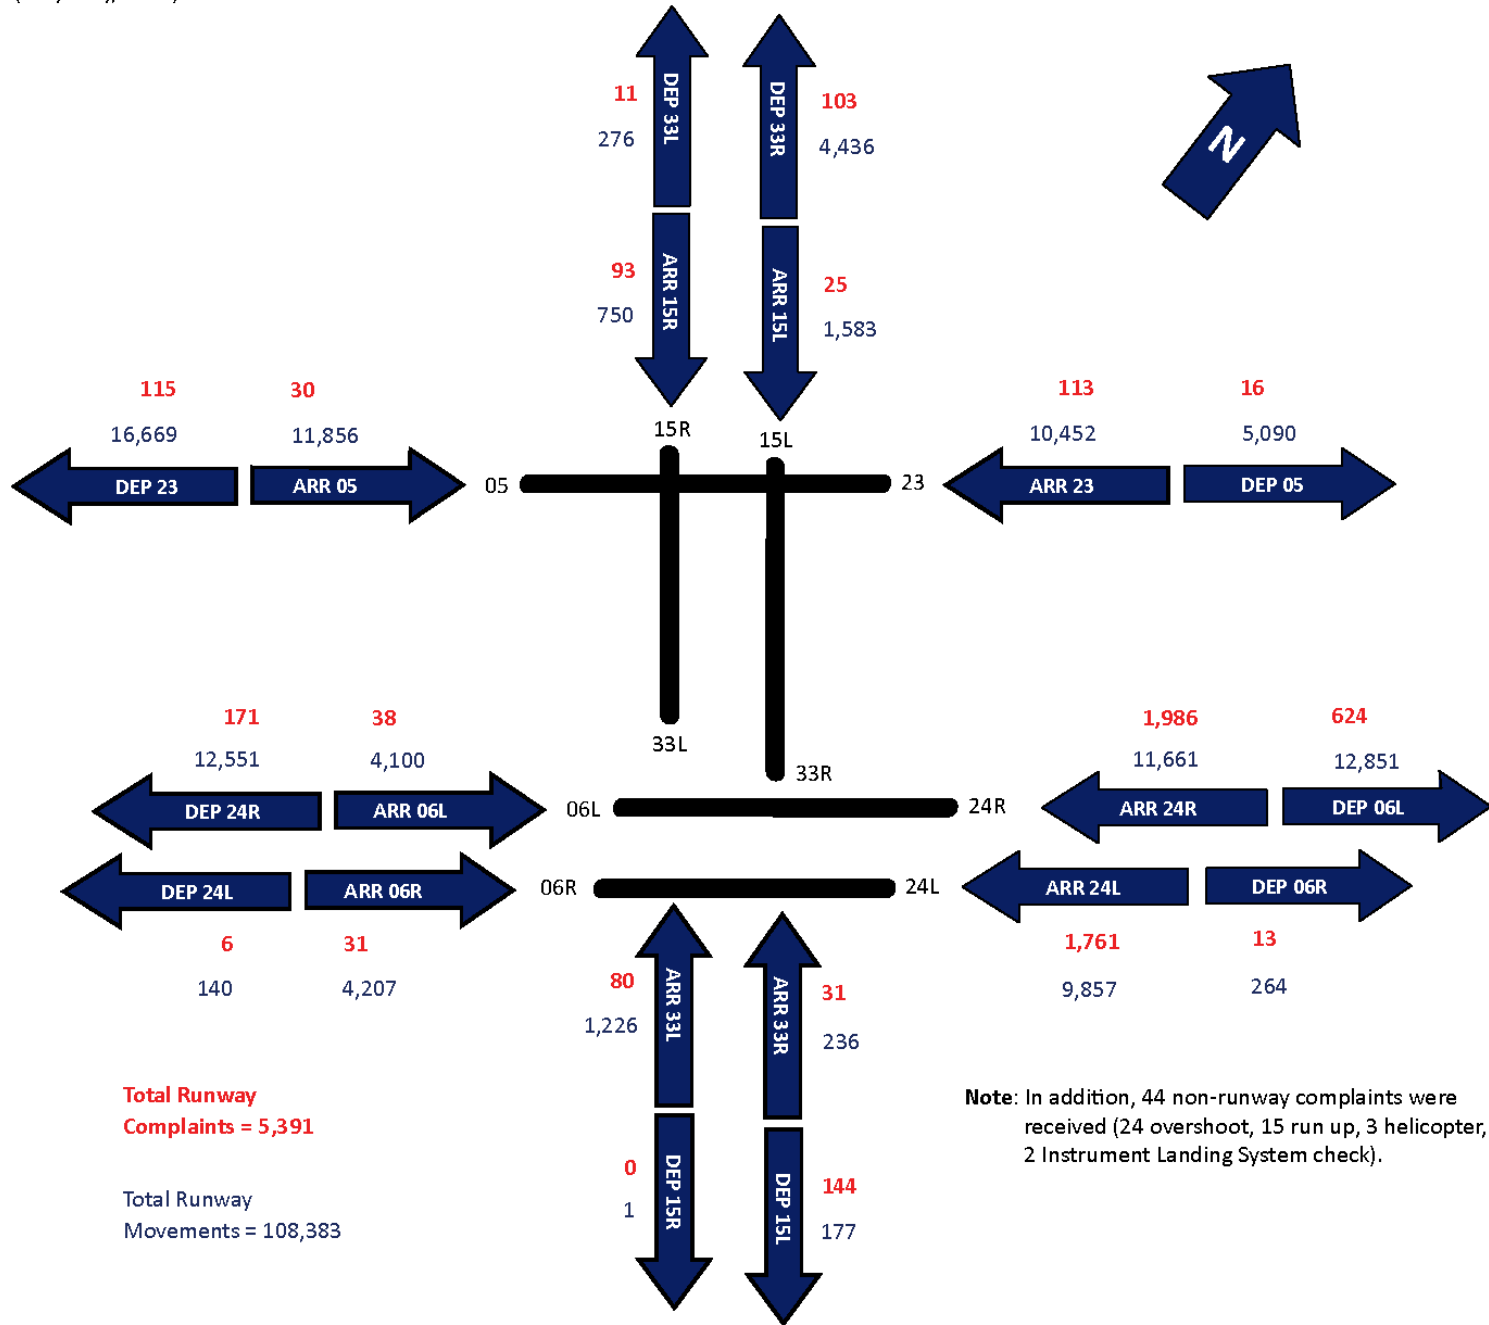 DEP 33L
DEP 33R
N
11
276
103
4,436
ARR 15R
ARR 15L
93
750
25
1,583
115
30
16,669
11,856
DEP 23
ARR 05
15R
15L
05
23
113
16
10,452
5,090
ARR 23
DEP 05
33L
33R
171
38
12,551
4,100
DEP 24R
ARR 06L
06L
24R
1,986
624
11,661
12,851
ARR 24R
DEP 06L
DEP 24L
ARR 06R
06R
24L
ARR 24L
DEP 06R
6
31
140
4,207
1,761
13
9,857
264
80
1,226
ARR 33L
ARR 33R
31
236
Total Runway
Complaints = 5,391
Total Runway
Movements = 108,383
0
1
DEP 15R
DEP 15L
144
177
Note: In addition, 44 non-runway complaints were
received (24 overshoot, 15 run up, 3 helicopter,
2 Instrument Landing System check).